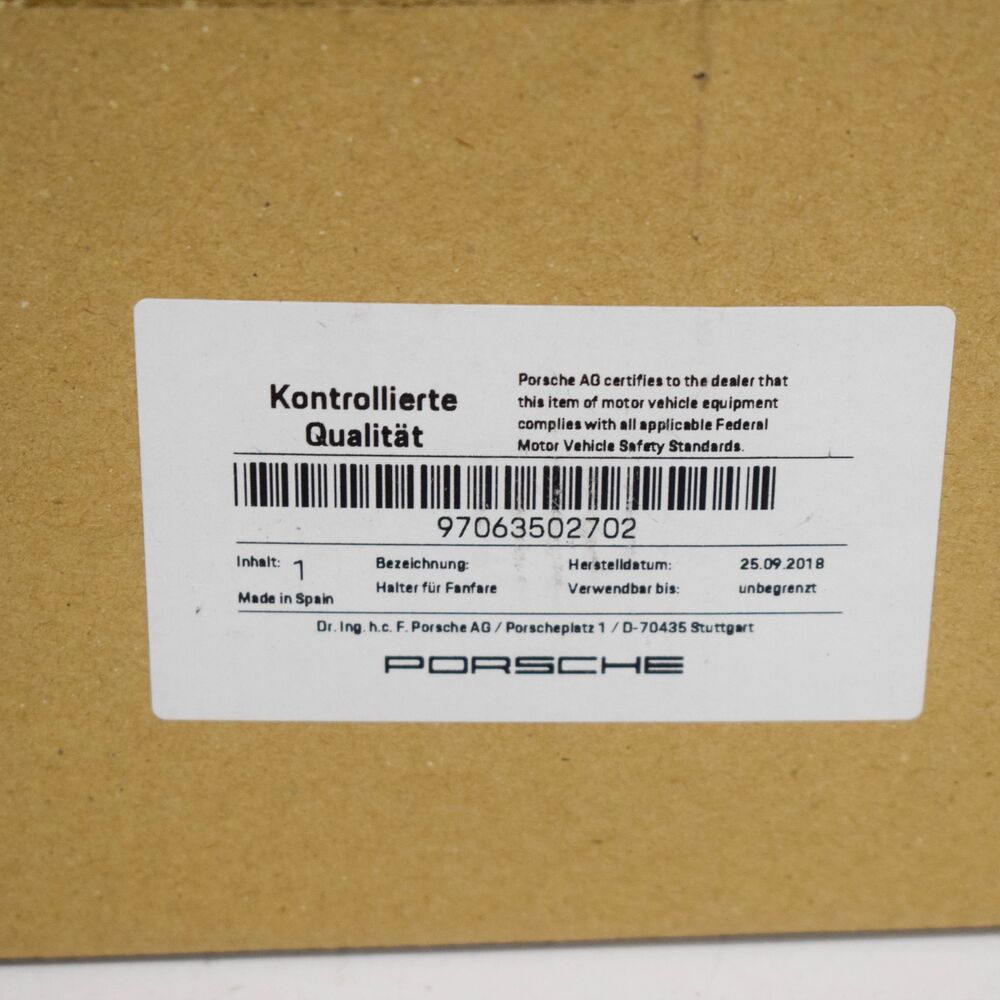 Kontrollierte
Qualität
Porsche AG certifies to the dealer that
this item of motor vehicle equipment
complies with all applicable Federal
Motor Vehicle Safety Standards.
97063502702
Inhalt: 1
Made in Spain
Bezeichnung:
Halter für Fanfare
Herstelldatum: 25.09.2018
Verwendbar bis: unbegrenzt
Dr. Ing. h.c. F. Porsche AG / Porscheplatz 1 / D-70435 Stuttgart
PORSCHE